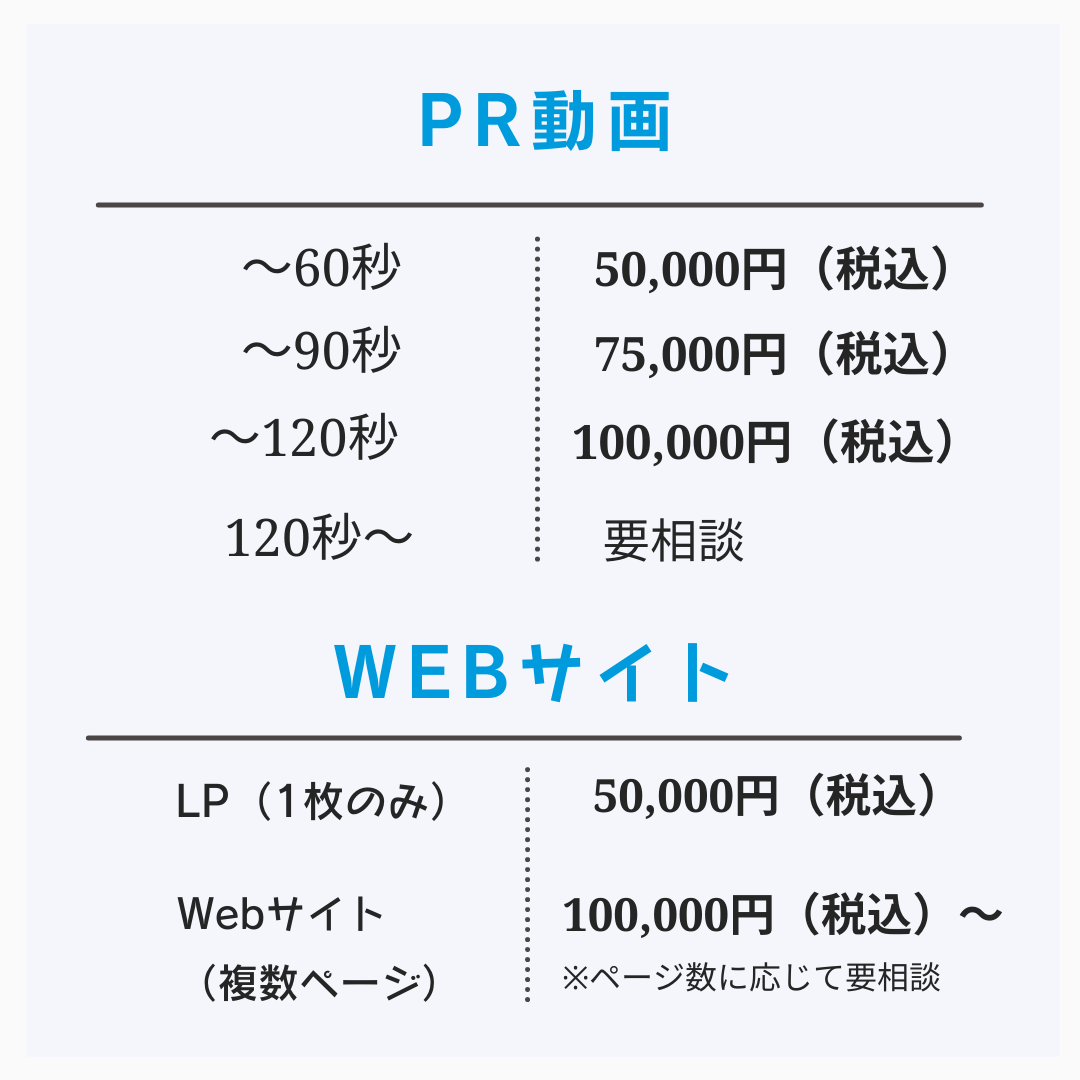 PR動画
〜60秒 50,000円（税込）
〜90秒 75,000円（税込）
〜120秒 100,000円（税込）
120秒〜 要相談
WEBサイト
LP（1枚のみ） 50,000円（税込）
Webサイト 100,000円（税込）〜
（複数ページ） ※ページ数に応じて要相談